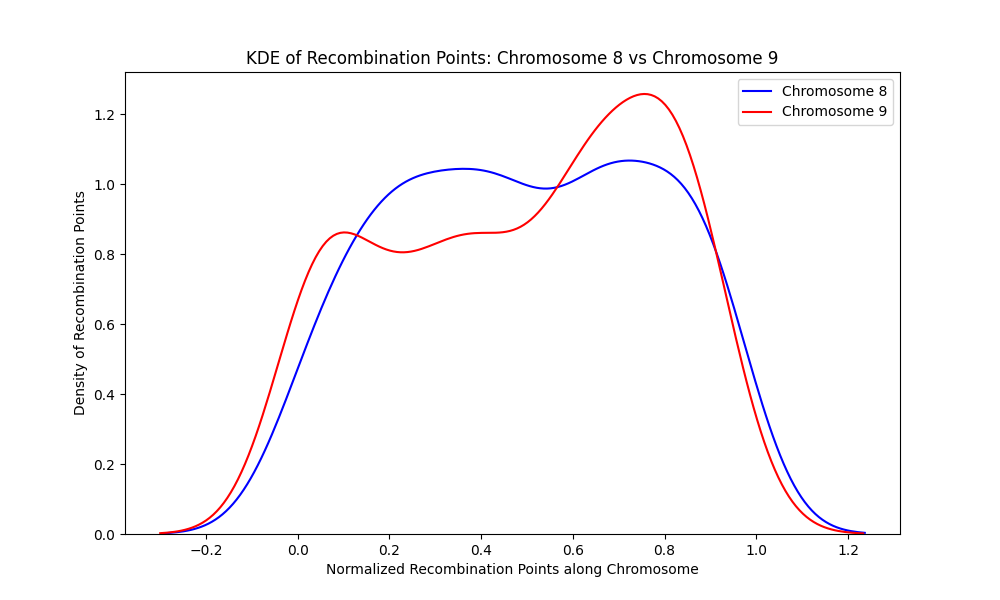 KDE of Recombination Points: Chromosome 8 vs Chromosome 9
Chromosome 8
Chromosome 9
Density of Recombination Points
1.2
1.0
0.8
0.6
0.4
0.2
0.0
−0.2 0.0 0.2 0.4 0.6 0.8 1.0 1.2
Normalized Recombination Points along Chromosome